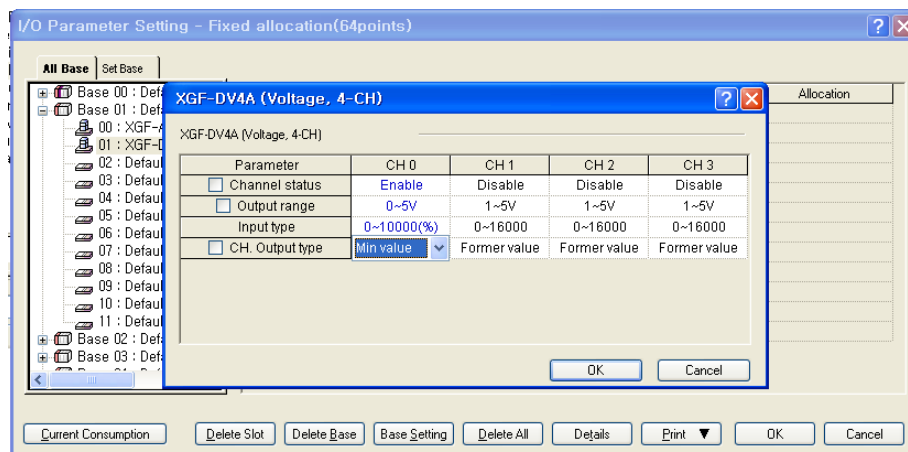 I/O Parameter Setting - Fixed allocation(64points)
All Base Set Base
Base 00 : Def
Base 01 : Def
00 : XGF-
01 : XGF-
02 : Defaul
03 : Defaul
04 : Defaul
05 : Defaul
06 : Defaul
07 : Defaul
08 : Defaul
09 : Defaul
10 : Defaul
11 : Defaul
Base 02 : Def
Base 03 : Def
Allocation
XGF-DV4A (Voltage, 4-CH)
XGF-DV4A (Voltage, 4-CH)
Parameter CH 0 CH 1 CH 2 CH 3
Channel status Enable Disable Disable Disable
Output range 0~5V 1~5V 1~5V 1~5V
Input type 0~10000(%) 0~16000 0~16000 0~16000
CH. Output type Min value Former value Former value Former value
OK Cancel
Current Consumption Delete Slot Delete Base Base Setting Delete All Details Print ▼ OK Cancel